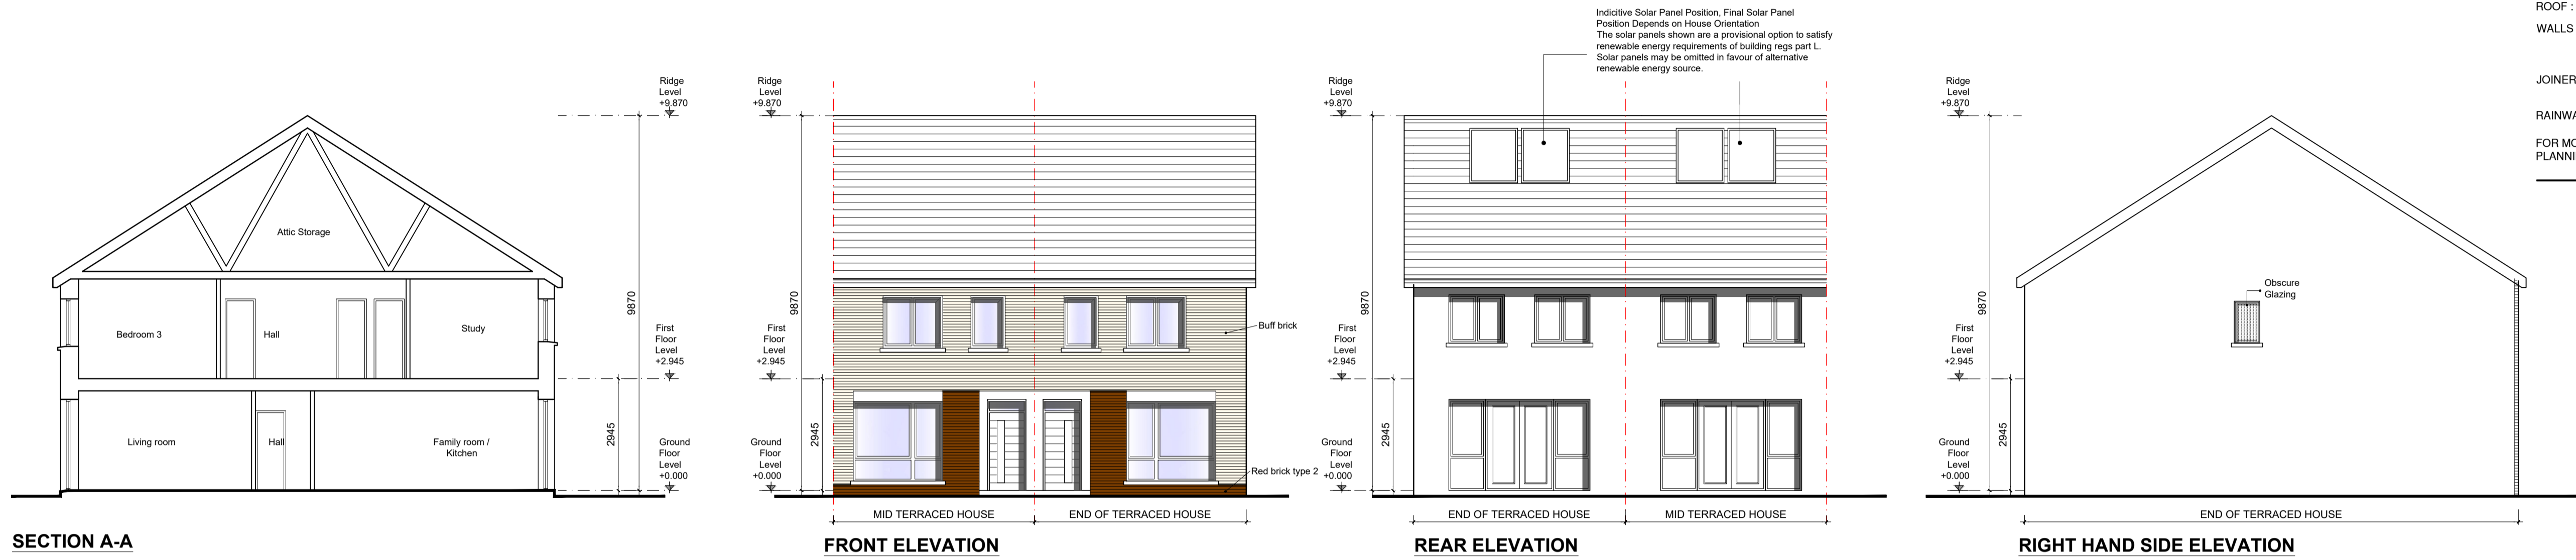 Ridge
Level
+9.870
First
Floor
Level
+2.945
Ground
Floor
Level
+0.000
9870
2945
Attic Storage
Bedroom 3
Hall
Study
Living room
Hall
Family room /
Kitchen
SECTION A-A
Ridge
Level
+9.870
First
Floor
Level
+2.945
Ground
Floor
Level
+0.000
9870
2945
Buff brick
Red brick type 2
MID TERRACED HOUSE
END OF TERRACED HOUSE
FRONT ELEVATION
Indicitive Solar Panel Position, Final Solar Panel
Position Depends on House Orientation
The solar panels shown are a provisional option to satisfy
renewable energy requirements of building regs part L.
Solar panels may be omitted in favour of alternative
renewable energy source.
Ridge
Level
+9.870
First
Floor
Level
+2.945
Ground
Floor
Level
+0.000
9870
2945
END OF TERRACED HOUSE
MID TERRACED HOUSE
REAR ELEVATION
Ridge
Level
+9.870
First
Floor
Level
+2.945
Ground
Floor
Level
+0.000
9870
2945
Obscure
Glazing
END OF TERRACED HOUSE
RIGHT HAND SIDE ELEVATION
ROOF :
WALLS
JOINER
RAINWA
FOR MO
PLANNI